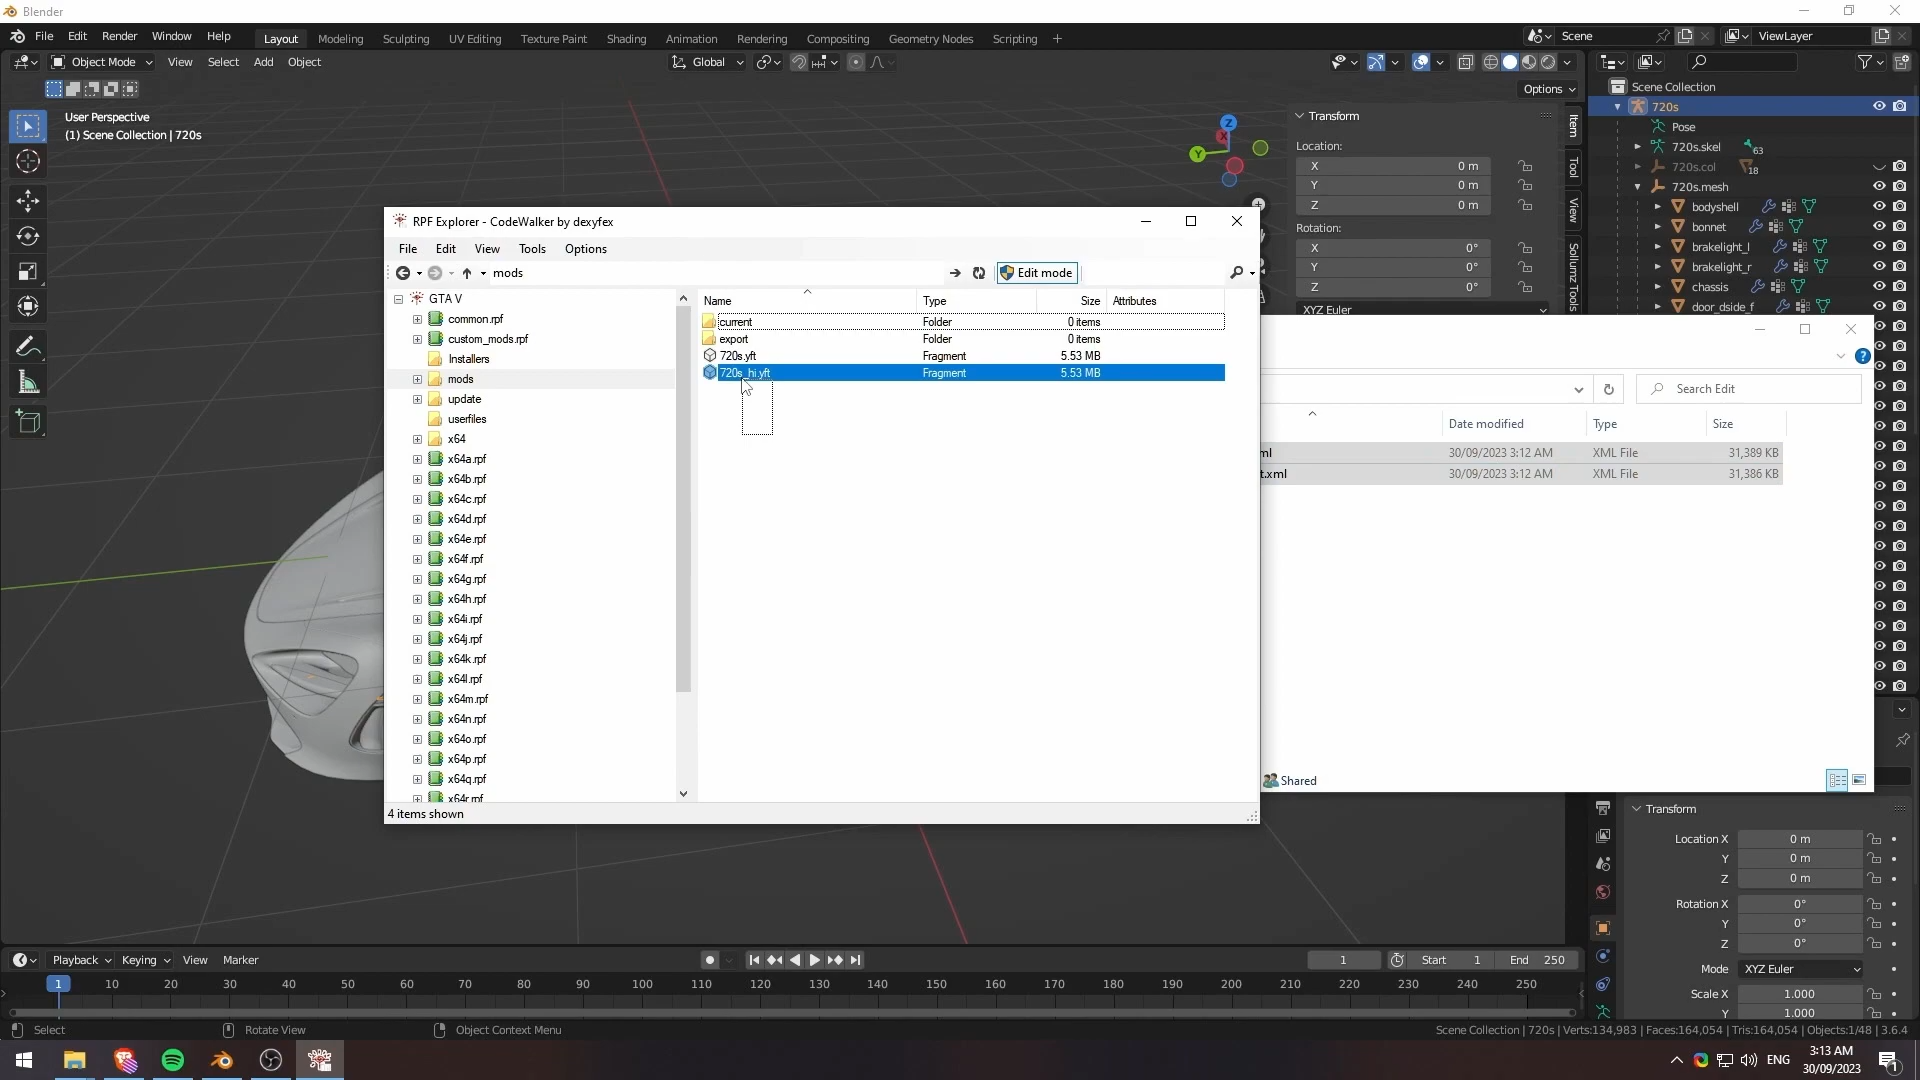 Blender
File Edit Render Window Help
Layout Modeling Sculpting UV Editing Texture Paint Shading Animation Rendering Compositing Geometry Nodes Scripting +
Scene
ViewLayer
Object Mode View Select Add Object
Global
Options
User Perspective
(1) Scene Collection | 720s
Z
X
Y
Transform
Location:
X 0 m
Y 0 m
Z 0 m
Rotation:
X 0°
Y 0°
Z 0°
XYZ Euler
Item
Tool
View
Sollumz Tools
Scene Collection
720s
Pose
720s.skel 63
720s.col 18
720s.mesh
bodyshell
bonnet
brakelight_l
brakelight_r
chassis
door_dside_f
RPF Explorer - CodeWalker by dexyfex
File Edit View Tools Options
mods
Edit mode
GTA V
common.rpf
custom_mods.rpf
Installers
mods
update
userfiles
x64
x64a.rpf
x64b.rpf
x64c.rpf
x64d.rpf
x64e.rpf
x64f.rpf
x64g.rpf
x64h.rpf
x64i.rpf
x64j.rpf
x64k.rpf
x64l.rpf
x64m.rpf
x64n.rpf
x64o.rpf
x64p.rpf
x64q.rpf
x64r.rpf
Name Type Size Attributes
current Folder 0 items
export Folder 0 items
720s.yft Fragment 5.53 MB
720s_hi.yft Fragment 5.53 MB
4 items shown
Search Edit
Date modified Type Size
ml 30/09/2023 3:12 AM XML File 31,389 KB
t.xml 30/09/2023 3:12 AM XML File 31,386 KB
Shared
Transform
Location X 0 m
Y 0 m
Z 0 m
Rotation X 0°
Y 0°
Z 0°
Mode XYZ Euler
Scale X 1.000
Y 1.000
Playback Keying View Marker
1
Start 1
End 250
1 10 20 30 40 50 60 70 80 90 100 110 120 130 140 150 160 170 180 190 200 210 220 230 240 250
Select Rotate View Object Context Menu
Scene Collection | 720s | Verts:134,983 | Faces:164,054 | Tris:164,054 | Objects:1/48 | 3.6.4
ENG
3:13 AM
30/09/2023
1